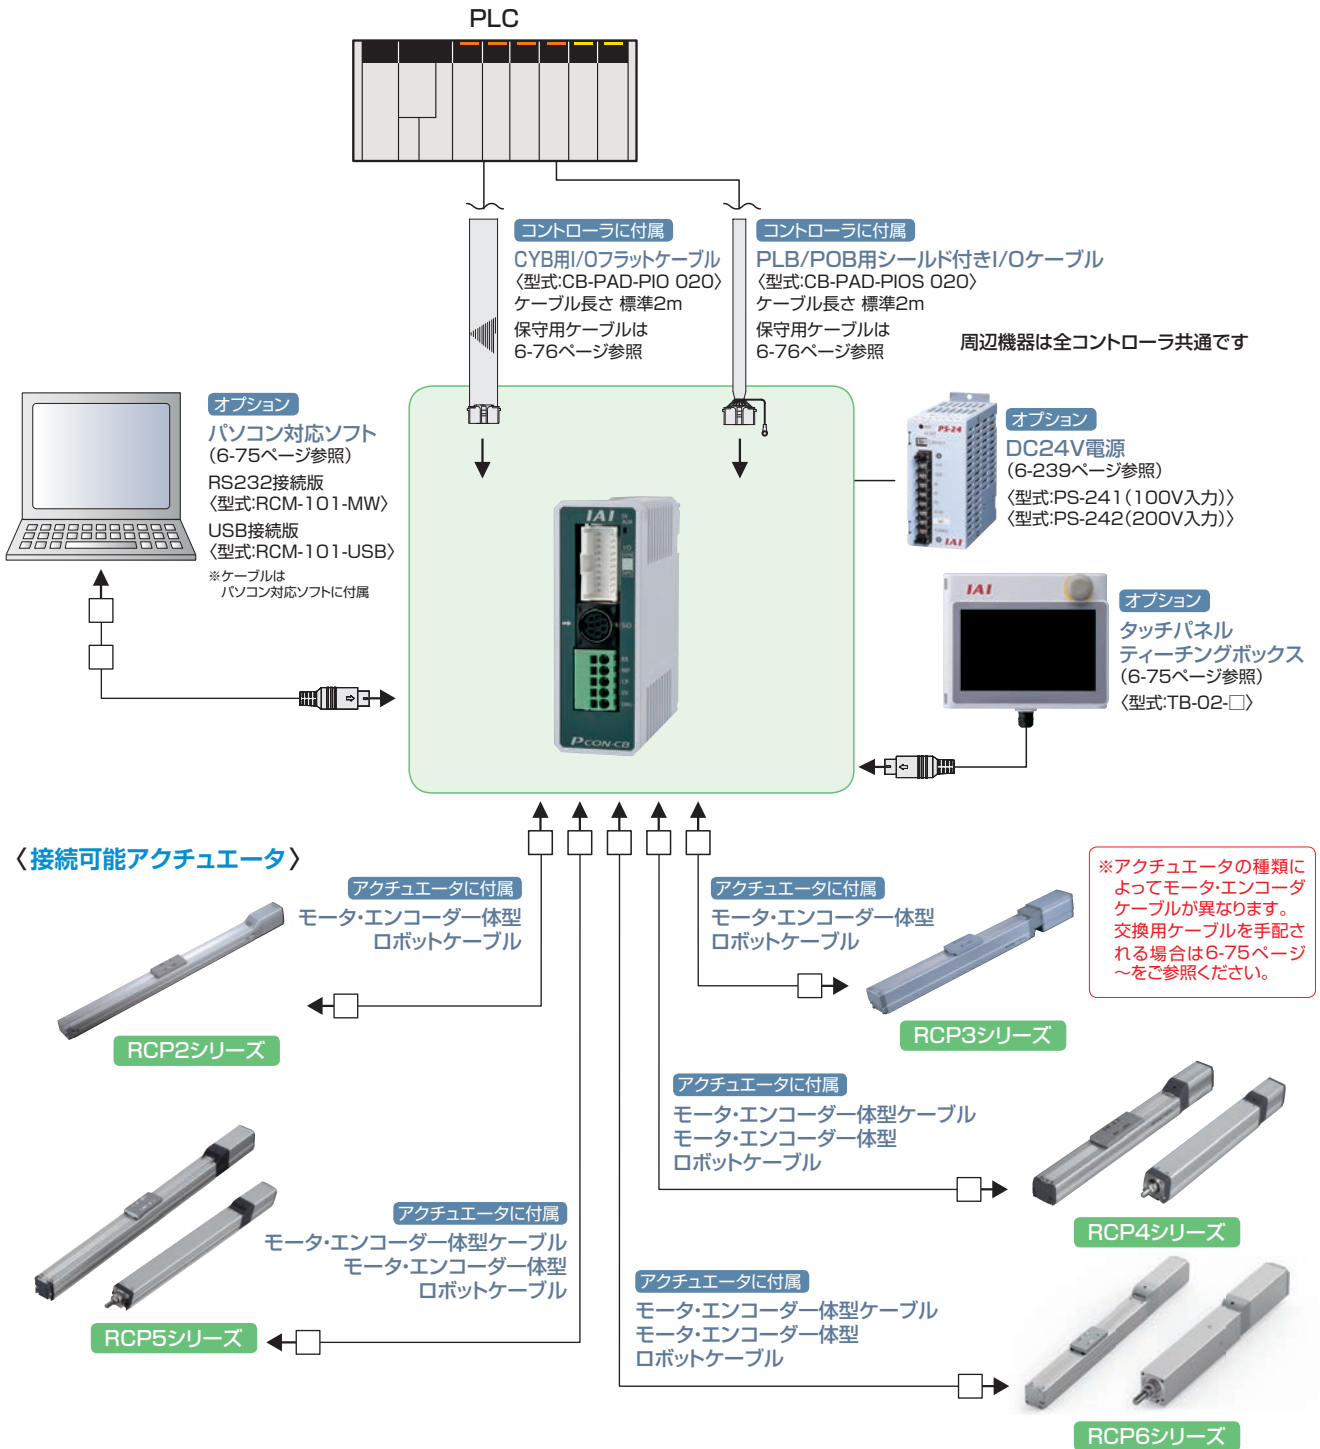 PLC
コントローラに付属
CYB用I/Oフラットケーブル
〈型式:CB-PAD-PIO 020〉
ケーブル長さ 標準2m
保守用ケーブルは
6-76ページ参照
コントローラに付属
PLB/POB用シールド付きI/Oケーブル
〈型式:CB-PAD-PIOS 020〉
ケーブル長さ 標準2m
保守用ケーブルは
6-76ページ参照
周辺機器は全コントローラ共通です
オプション
パソコン対応ソフト
(6-75ページ参照)
RS232接続版
〈型式:RCM-101-MW〉
USB接続版
〈型式:RCM-101-USB〉
※ケーブルは
パソコン対応ソフトに付属
IAI
SIO
PCON-CB
PS-24
IAI
オプション
DC24V電源
(6-239ページ参照)
〈型式:PS-241(100V入力)〉
〈型式:PS-242(200V入力)〉
IAI
オプション
タッチパネル
ティーチングボックス
(6-75ページ参照)
〈型式:TB-02-□〉
〈接続可能アクチュエータ〉
アクチュエータに付属
モータ・エンコーダ一体型
ロボットケーブル
RCP2シリーズ
アクチュエータに付属
モータ・エンコーダ一体型
ロボットケーブル
RCP3シリーズ
※アクチュエータの種類に
よってモータ・エンコーダ
ケーブルが異なります。
交換用ケーブルを手配さ
れる場合は6-75ページ
～をご参照ください。
アクチュエータに付属
モータ・エンコーダ一体型ケーブル
モータ・エンコーダ一体型
ロボットケーブル
RCP4シリーズ
アクチュエータに付属
モータ・エンコーダ一体型ケーブル
モータ・エンコーダ一体型
ロボットケーブル
RCP5シリーズ
アクチュエータに付属
モータ・エンコーダ一体型ケーブル
モータ・エンコーダ一体型
ロボットケーブル
RCP6シリーズ